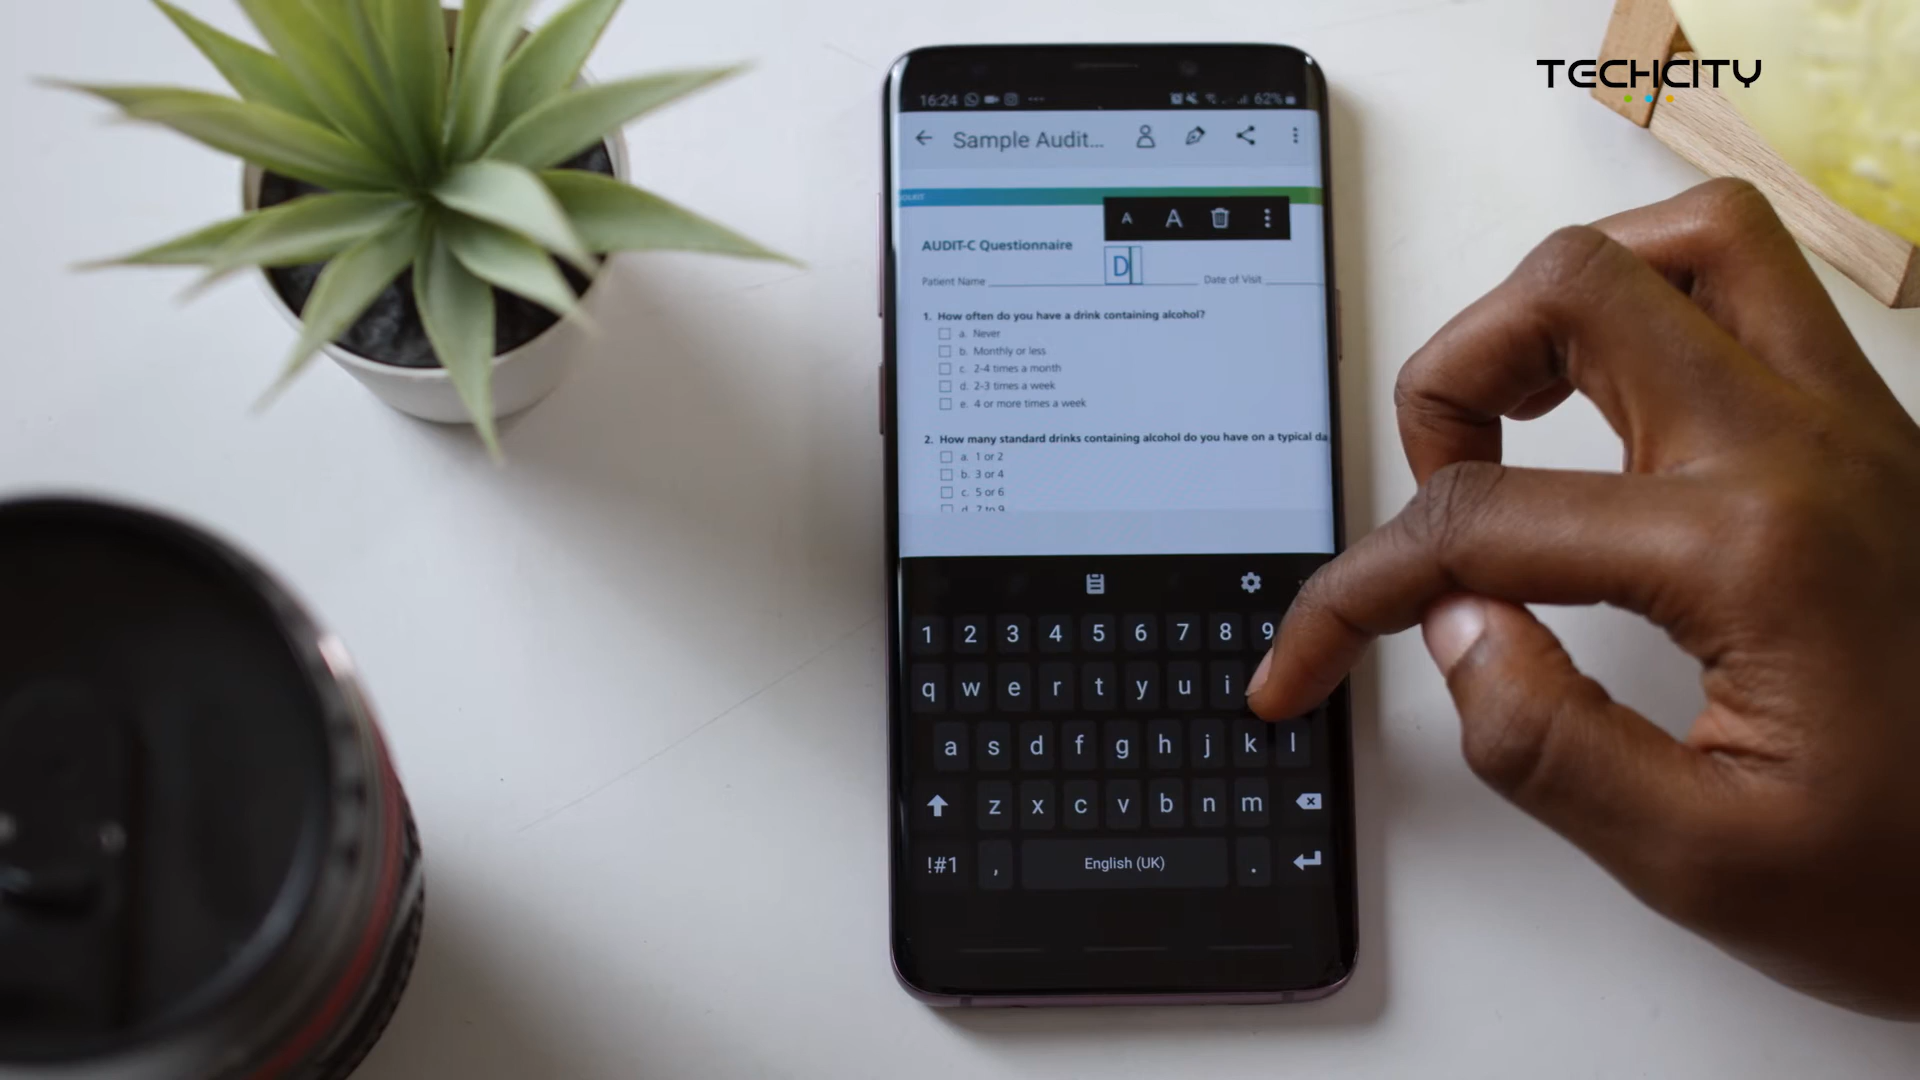 TECHCITY
16:24
62%
Sample Audit...
A A
AUDIT-C Questionnaire
D
Patient Name
Date of Visit
1. How often do you have a drink containing alcohol?
a. Never
b. Monthly or less
c. 2-4 times a month
d. 2-3 times a week
e. 4 or more times a week
2. How many standard drinks containing alcohol do you have on a typical da
a. 1 or 2
b. 3 or 4
c. 5 or 6
d. 7 to 9
1 2 3 4 5 6 7 8 9
q w e r t y u i
a s d f g h j k l
z x c v b n m
!#1 , English (UK) .